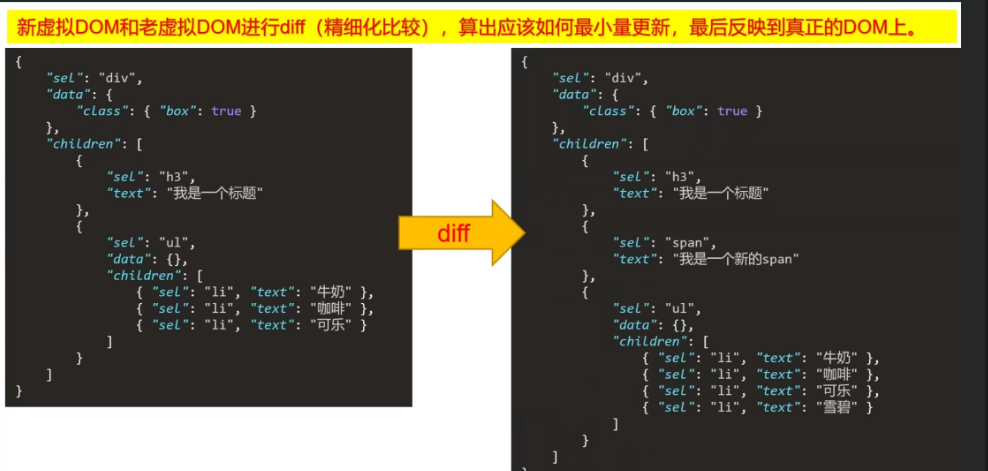 新虚拟DOM和老虚拟DOM进行diff（精细化比较），算出应该如何最小量更新，最后反映到真正的DOM上。
{
    "sel": "div",
    "data": {
        "class": { "box": true }
    },
    "children": [
        {
            "sel": "h3",
            "text": "我是一个标题"
        },
        {
            "sel": "ul",
            "data": {},
            "children": [
                { "sel": "li", "text": "牛奶" },
                { "sel": "li", "text": "咖啡" },
                { "sel": "li", "text": "可乐" }
            ]
        }
    ]
}
diff
{
    "sel": "div",
    "data": {
        "class": { "box": true }
    },
    "children": [
        {
            "sel": "h3",
            "text": "我是一个标题"
        },
        {
            "sel": "span",
            "text": "我是一个新的span"
        },
        {
            "sel": "ul",
            "data": {},
            "children": [
                { "sel": "li", "text": "牛奶" },
                { "sel": "li", "text": "咖啡" },
                { "sel": "li", "text": "可乐" },
                { "sel": "li", "text": "雪碧" }
            ]
        }
    ]
}